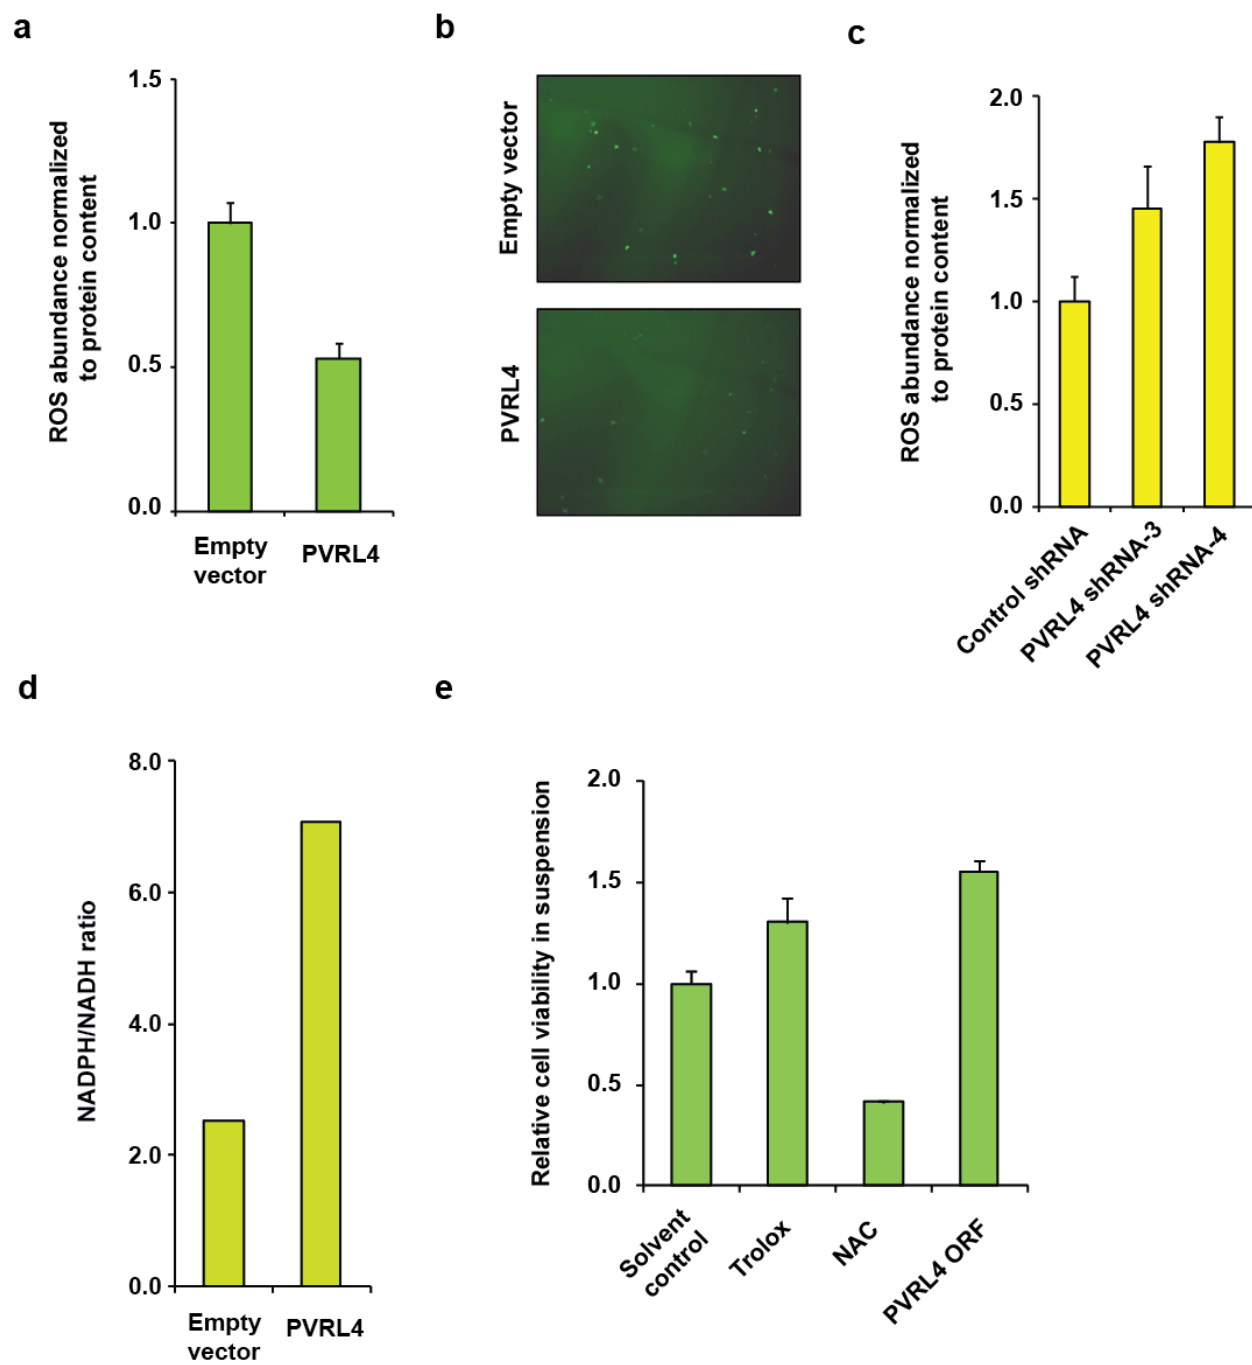 a
ROS abundance normalized
to protein content
1.5
1.0
0.5
0.0
Empty
vector
PVRL4
b
Empty vector
PVRL4
c
ROS abundance normalized
to protein content
2.0
1.5
1.0
0.5
0.0
Control shRNA
PVRL4 shRNA-3
PVRL4 shRNA-4
d
NADPH/NADH ratio
8.0
6.0
4.0
2.0
0.0
Empty
vector
PVRL4
e
Relative cell viability in suspension
2.0
1.5
1.0
0.5
0.0
Solvent
control
Trolox
NAC
PVRL4 ORF